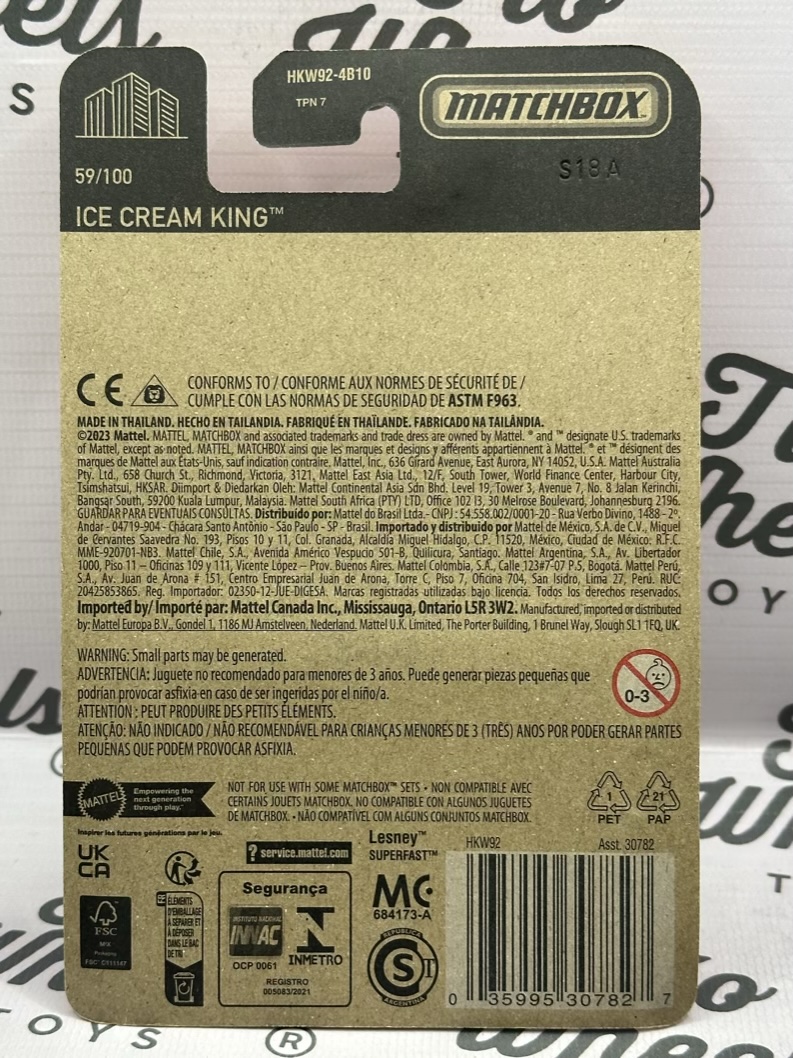 HKW92-4B10
TPN 7
MATCHBOX
S18A
59/100
ICE CREAM KING™
CE CONFORMS TO / CONFORME AUX NORMES DE SÉCURITÉ DE /
CUMPLE CON LAS NORMAS DE SEGURIDAD DE ASTM F963.
MADE IN THAILAND. HECHO EN TAILANDIA. FABRIQUÉ EN THAÏLANDE. FABRICADO NA TAILÂNDIA.
©2023 Mattel. MATTEL, MATCHBOX and associated trademarks and trade dress are owned by Mattel. ® and ™ designate U.S. trademarks
of Mattel, except as noted. MATTEL, MATCHBOX ainsi que les marques et designs y afférents appartiennent à Mattel. ® et ™ désignent des
marques de Mattel aux États-Unis, sauf indication contraire. Mattel, Inc., 636 Girard Avenue, East Aurora, NY 14052, U.S.A. Mattel Australia
Pty. Ltd., 658 Church St., Richmond, Victoria, 3121, Mattel East Asia Ltd., 12/F, South Tower, World Finance Center, Harbour City,
Tsimshatsui, HKSAR. Diimport & Diedarkan Oleh: Mattel Continental Asia Sdn Bhd. Level 19, Tower 3, Avenue 7, No. 8 Jalan Kerinchi,
Bangsar South, 59200 Kuala Lumpur, Malaysia. Mattel South Africa (PTY) LTD, Office 102 I3, 30 Melrose Boulevard, Johannesburg 2196.
GUARDAR PARA EVENTUAIS CONSULTAS. Distribuído por: Mattel do Brasil Ltda.- CNPJ : 54.558.002/0001-20 - Rua Verbo Divino, 1488 - 2º.
Andar - 04719-904 - Chácara Santo Antônio - São Paulo - SP - Brasil. Importado y distribuido por Mattel de México, S.A. de C.V., Miguel
de Cervantes Saavedra No. 193, Pisos 10 y 11, Col. Granada, Alcaldía Miguel Hidalgo, C.P. 11520, México, Ciudad de México. R.F.C.
MME-920701-NB3. Mattel Chile, S.A., Avenida Américo Vespucio 501-B, Quilicura, Santiago. Mattel Argentina, S.A., Av. Libertador
1000, Piso 11 – Oficinas 109 y 111, Vicente López – Prov. Buenos Aires. Mattel Colombia, S.A., Calle 123#7-07 P.5, Bogotá. Mattel Perú,
S.A., Av. Juan de Arona # 151, Centro Empresarial Juan de Arona, Torre C, Piso 7, Oficina 704, San Isidro, Lima 27, Perú. RUC:
20425853865. Reg. Importador: 02350-12-JUE-DIGESA. Marcas registradas utilizadas bajo licencia. Todos los derechos reservados.
Imported by/ Importé par: Mattel Canada Inc., Mississauga, Ontario L5R 3W2. Manufactured, imported or distributed
by: Mattel Europa B.V., Gondel 1, 1186 MJ Amstelveen, Nederland. Mattel U.K. Limited, The Porter Building, 1 Brunel Way, Slough SL1 1FQ, UK.
WARNING: Small parts may be generated.
ADVERTENCIA: Juguete no recomendado para menores de 3 años. Puede generar piezas pequeñas que
podrían provocar asfixia en caso de ser ingeridas por el niño/a.
ATTENTION : PEUT PRODUIRE DES PETITS ÉLÉMENTS.
ATENÇÃO: NÃO INDICADO / NÃO RECOMENDÁVEL PARA CRIANÇAS MENORES DE 3 (TRÊS) ANOS POR PODER GERAR PARTES
PEQUENAS QUE PODEM PROVOCAR ASFIXIA.
0-3
MATTEL
Empowering the
next generation
through play.™
Inspirer les futures générations par le jeu.
NOT FOR USE WITH SOME MATCHBOX™ SETS • NON COMPATIBLE AVEC
CERTAINS JOUETS MATCHBOX. NO COMPATIBLE CON ALGUNOS JUGUETES
DE MATCHBOX. • NÃO COMPATÍVEL COM ALGUNS CONJUNTOS MATCHBOX.
1
PET
21
PAP
UK
CA
? service.mattel.com
Lesney™
SUPERFAST™
HKW92
Asst. 30782
FSC
MIX
FSC® C111147
FR
ÉLÉMENTS
D'EMBALLAGE
À SÉPARER ET
À DÉPOSER
DANS LE BAC
DE TRI
Segurança
INSTITUTO NACIONAL
INNAC
OCP 0061
INMETRO
REGISTRO
005083/2021
MC
684173-A
REPUBLICA
S
ARGENTINA
0 35995 30782 7
TOYS ®